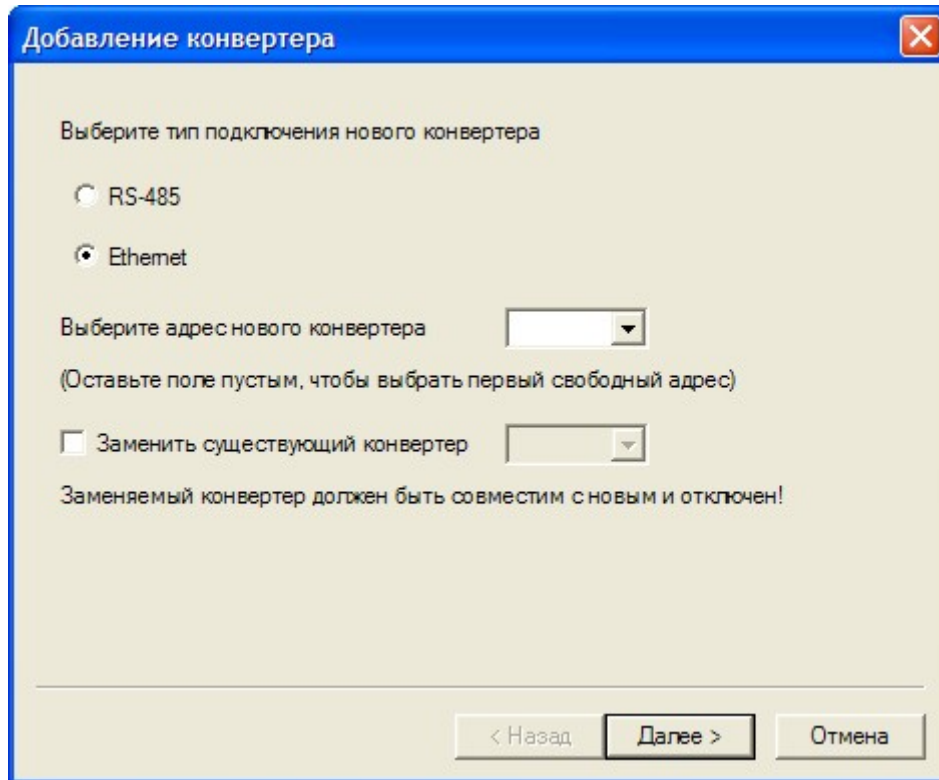 Добавление конвертера
Выберите тип подключения нового конвертера
RS-485
Ethernet
Выберите адрес нового конвертера
(Оставьте поле пустым, чтобы выбрать первый свободный адрес)
Заменить существующий конвертер
Заменяемый конвертер должен быть совместим с новым и отключен!
< Назад Далее > Отмена